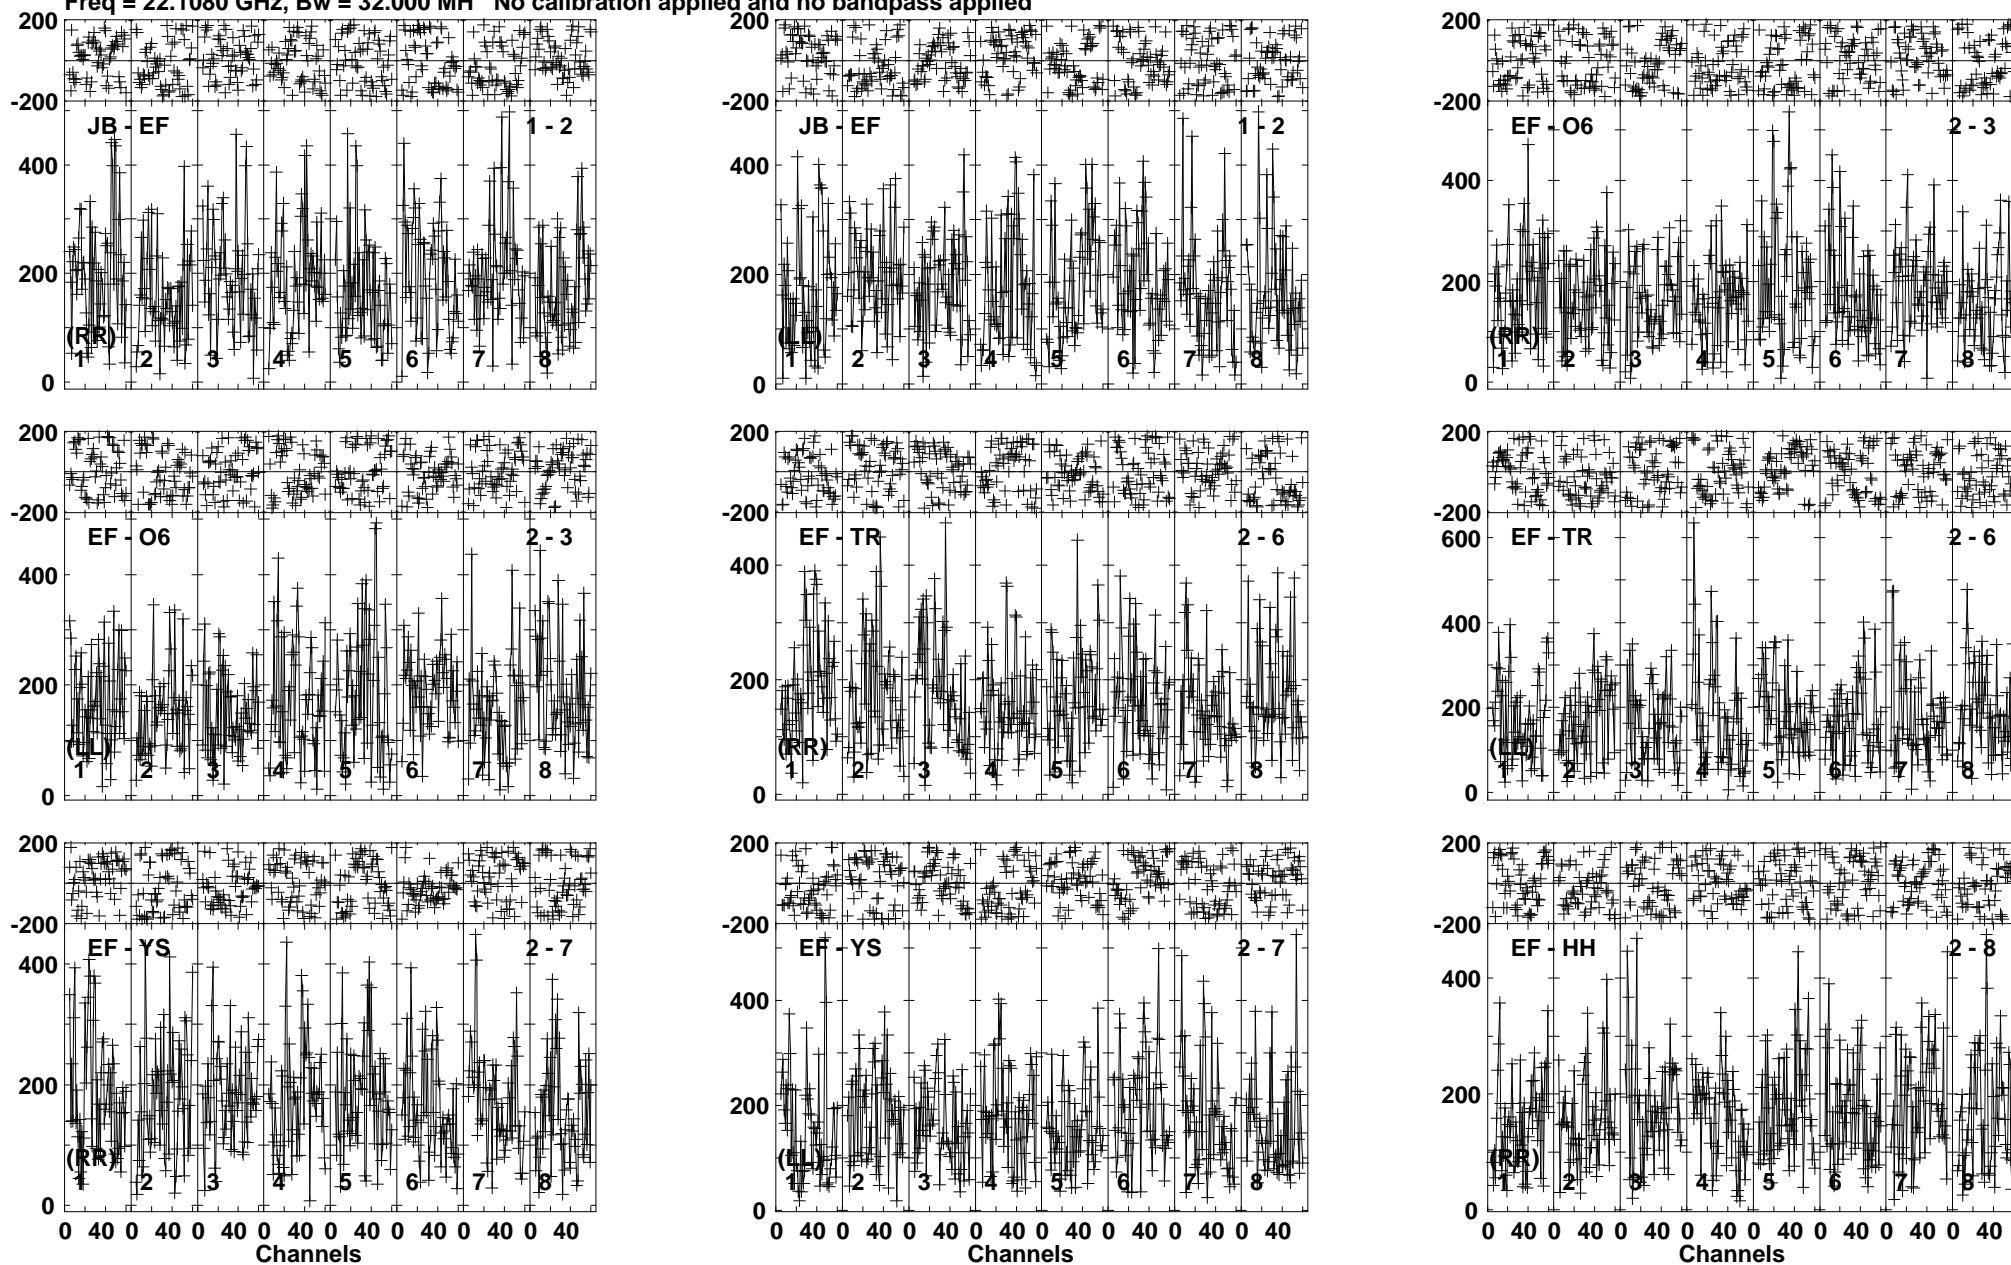 Freq = 22.1080 GHz, Bw = 32.000 MH No calibration applied and no bandpass applied
200 200 200
-200 -200 -200
JB - EF 1 - 2 JB - EF 1 - 2 EF - O6 2 - 3
400 400 400
200 200 200
(RR) (LL) (RR)
1 2 3 4 5 6 7 8 1 2 3 4 5 6 7 8 1 2 3 4 5 6 7 8
0 0 0
200 200 200
-200 -200 -200
EF - O6 2 - 3 EF - TR 2 - 6 EF - TR 2 - 6
600
400 400 400
200 200 200
(LL) (RR) (LL)
1 2 3 4 5 6 7 8 1 2 3 4 5 6 7 8 1 2 3 4 5 6 7 8
0 0 0
200 200 200
-200 -200 -200
EF - YS 2 - 7 EF - YS 2 - 7 EF - HH 2 - 8
400 400 400
200 200 200
(RR) (LL) (RR)
1 2 3 4 5 6 7 8 1 2 3 4 5 6 7 8 1 2 3 4 5 6 7 8
0 0 0
0 40 0 40 0 40 0 40 0 40 0 40 0 40 0 40 0 40 0 40 0 40 0 40 0 40 0 40 0 40 0 40 0 40 0 40 0 40 0 40 0 40 0 40 0 40 0 40
Channels Channels Channels